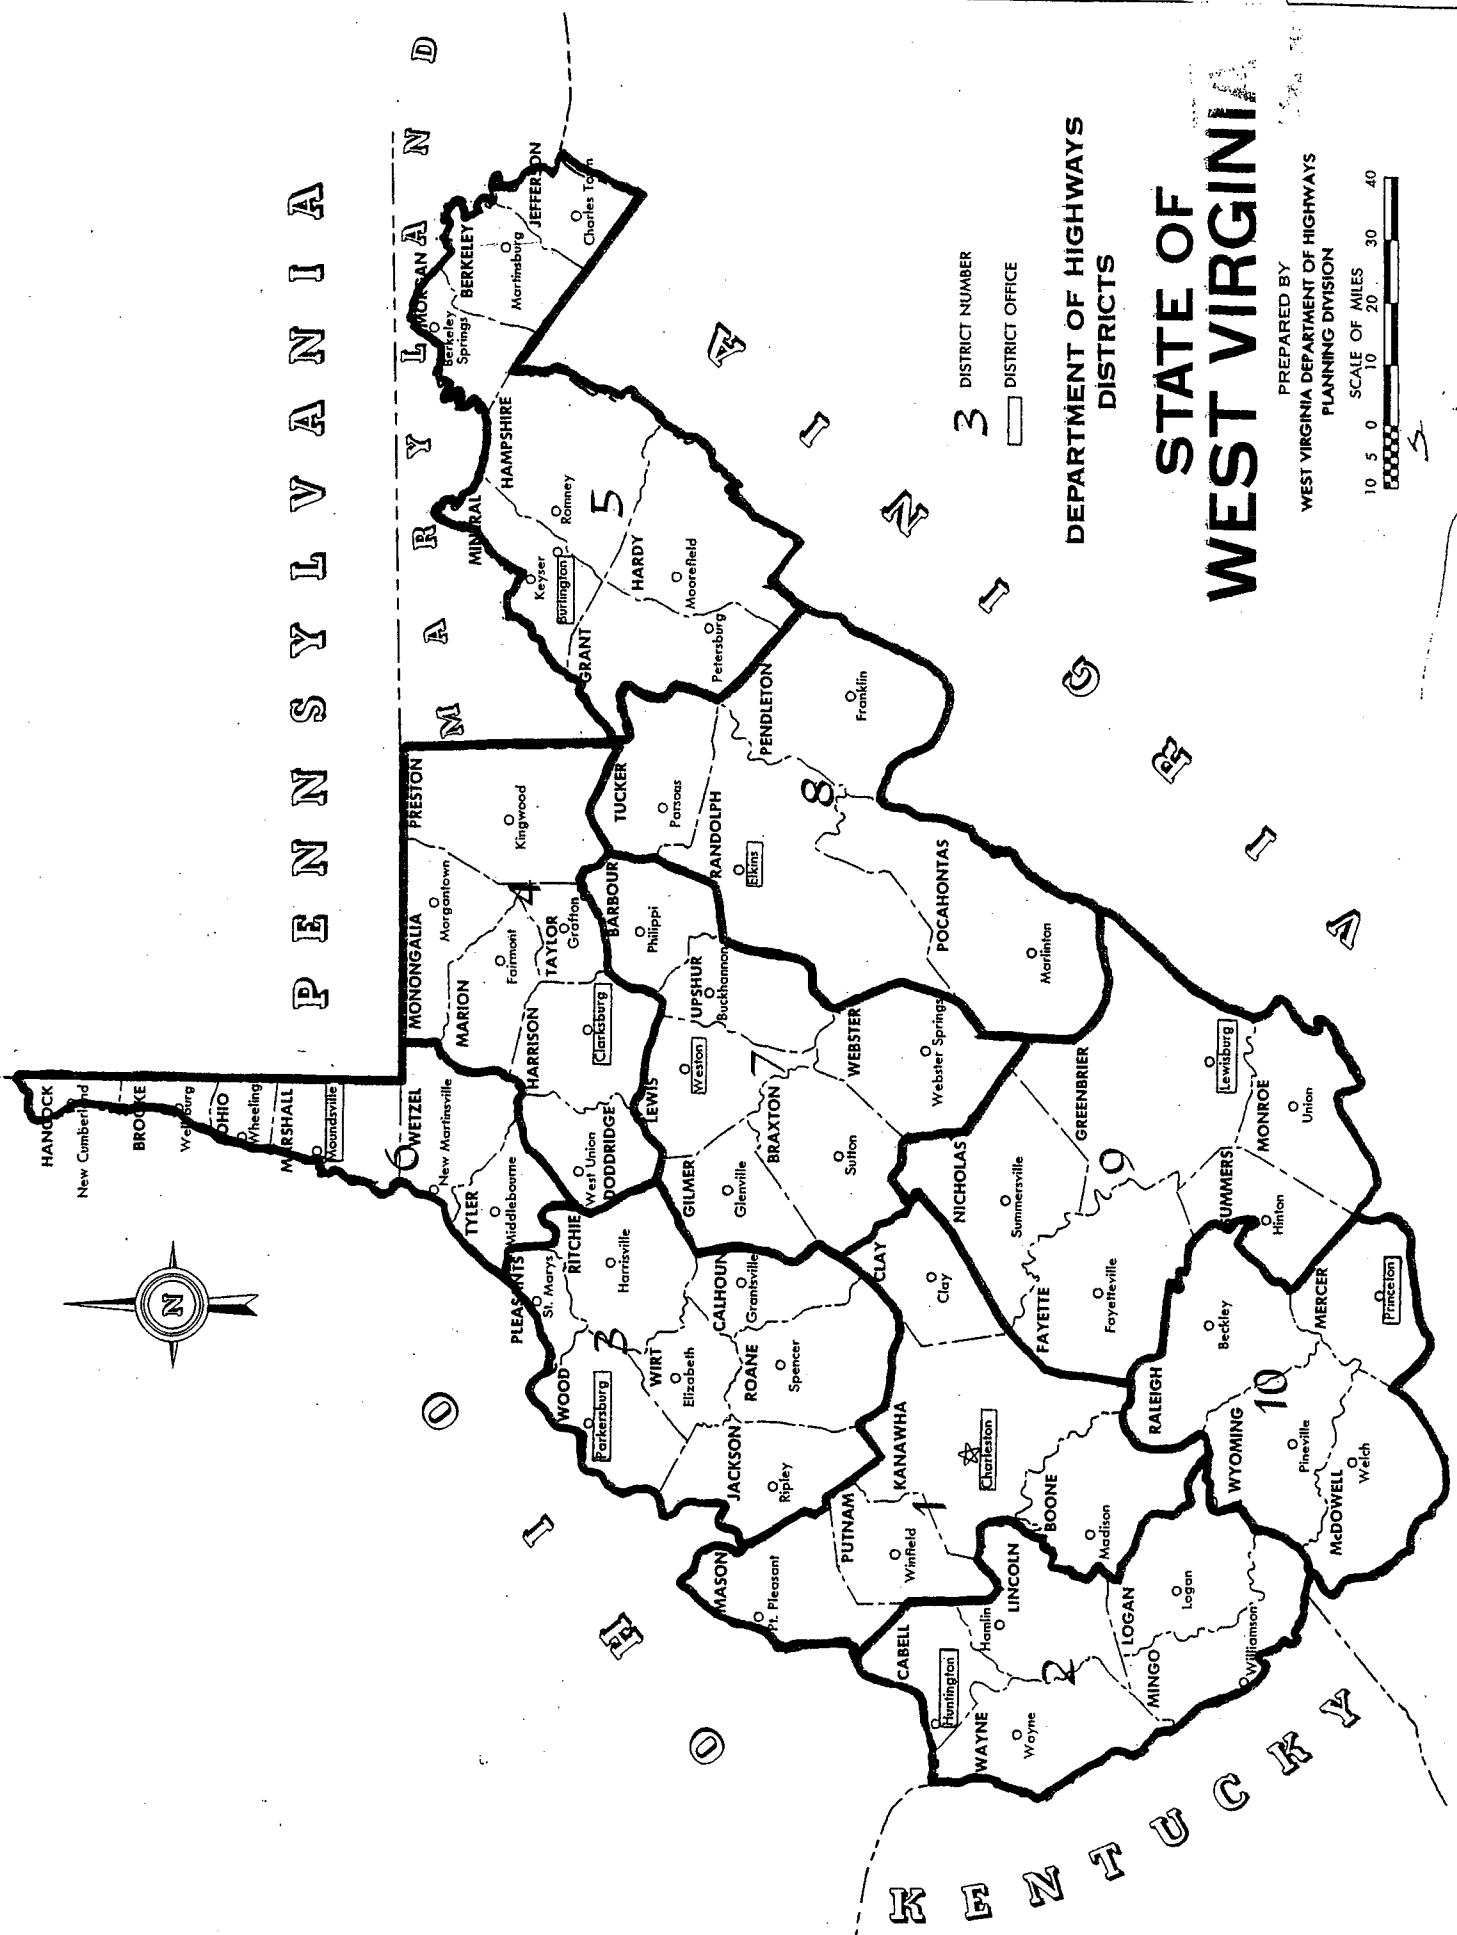 PENNSYLVANIA
MARYLAND
OHIO
KENTUCKY
VIRGINIA
N
HANCOCK
New Cumberland
BROOKE
Wellsburg
OHIO
Wheeling
MARSHALL
Moundsville
6
WETZEL
New Martinsville
TYLER
Middlebourne
PLEASANTS
St. Marys
RITCHIE
Harrisville
WOOD
Parkersburg
3
WIRT
Elizabeth
CALHOUN
Grantsville
ROANE
Spencer
JACKSON
Ripley
MONONGALIA
Morgantown
PRESTON
Kingwood
MARION
Fairmont
4
TAYLOR
Grafton
HARRISON
Clarksburg
DODDRIDGE
West Union
MORGAN
Berkeley
Springs
BERKELEY
Martinsburg
JEFFERSON
Charles Town
HAMPSHIRE
Romney
MINERAL
Keyser
Burlington
5
HARDY
Moorefield
GRANT
Petersburg
TUCKER
Parsons
PENDLETON
Franklin
RANDOLPH
Elkins
8
POCAHONTAS
Marlinton
BARBOUR
Philippi
UPSHUR
Buckhannon
LEWIS
Weston
7
GILMER
Glenville
BRAXTON
Sutton
WEBSTER
Webster Springs
NICHOLAS
Summersville
GREENBRIER
Lewisburg
9
FAYETTE
Fayetteville
SUMMERS
Hinton
MONROE
Union
MASON
Pt. Pleasant
PUTNAM
Winfield
1
KANAWHA
Charleston
CLAY
Clay
BOONE
Madison
CABELL
Huntington
LINCOLN
Hamlin
WAYNE
Wayne
2
LOGAN
Logan
MINGO
Williamson
RALEIGH
Beckley
MERCER
Princeton
10
WYOMING
Pineville
McDOWELL
Welch
3 DISTRICT NUMBER
DISTRICT OFFICE
DEPARTMENT OF HIGHWAYS
DISTRICTS
STATE OF
WEST VIRGINIA
PREPARED BY
WEST VIRGINIA DEPARTMENT OF HIGHWAYS
PLANNING DIVISION
SCALE OF MILES
10 5 0 10 20 30 40